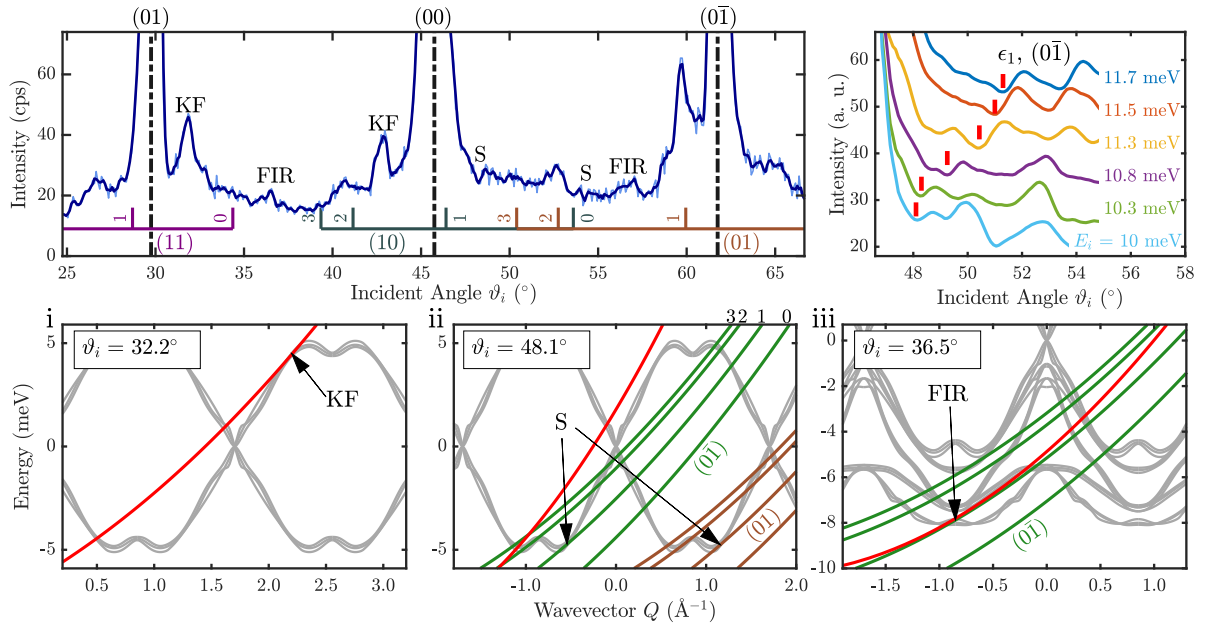 (01)
(00)
(01̅)
Intensity (cps)
60
40
20
0
KF
FIR
KF
S
S
FIR
1
0
3
2
1
3
2
0
1
(11)
(10)
(01)
25 30 35 40 45 50 55 60 65
Incident Angle ϑᵢ (°)
Intensity (a. u.)
80
60
40
20
ϵ₁, (01̅)
11.7 meV
11.5 meV
11.3 meV
10.8 meV
10.3 meV
Eᵢ = 10 meV
48 50 52 54 56 58
Incident Angle ϑᵢ (°)
i
ϑᵢ = 32.2°
KF
Energy (meV)
5
0
-5
0.5 1.0 1.5 2.0 2.5 3.0
ii
ϑᵢ = 48.1°
32 1 0
S
(01̅)
(01)
5
0
-5
-1.0 0.0 1.0 2.0
Wavevector Q (Å⁻¹)
iii
ϑᵢ = 36.5°
FIR
(01̅)
0
-2
-4
-6
-8
-10
-1.5 -1.0 -0.5 0.0 0.5 1.0